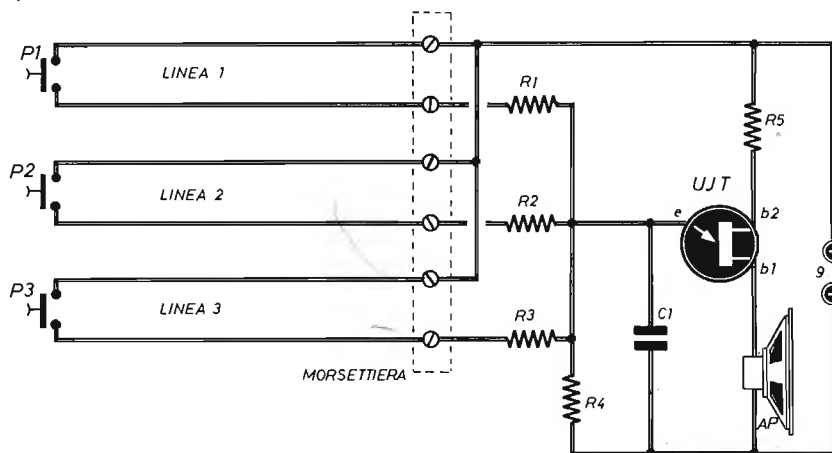 P1
LINEA 1
R1
R5
P2
LINEA 2
R2
UJT
e
b2
b1
9
P3
LINEA 3
R3
C1
MORSETTIERA
R4
AP